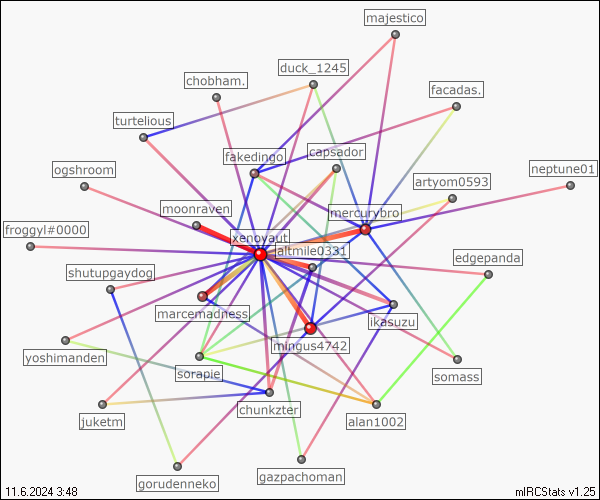 majestico
duck_1245
chobham.
facadas.
turtelious
fakedingo
capsador
ogshroom
neptune01
artyom0593
moonraven
mercurybro
froggyl#0000
xenoyaut
altmile0331
edgepanda
shutupgaydog
marcemadness
ikasuzu
mingus4742
yoshimanden
somass
sorapie
juketm
chunkzter
alan1002
gorudenneko
gazpachoman
11.6.2024 3:48
mIRCStats v1.25